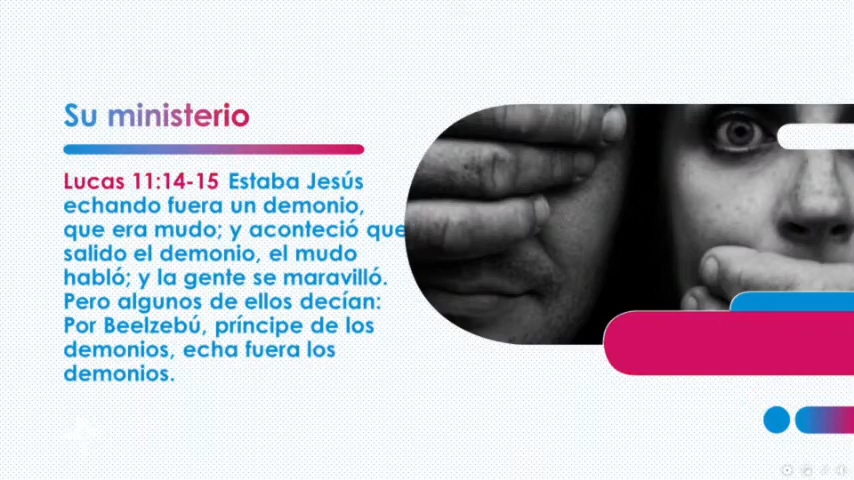 Su ministerio
Lucas 11:14-15 Estaba Jesús
echando fuera un demonio,
que era mudo; y aconteció que
salido el demonio, el mudo
habló; y la gente se maravilló.
Pero algunos de ellos decían:
Por Beelzebú, príncipe de los
demonios, echa fuera los
demonios.